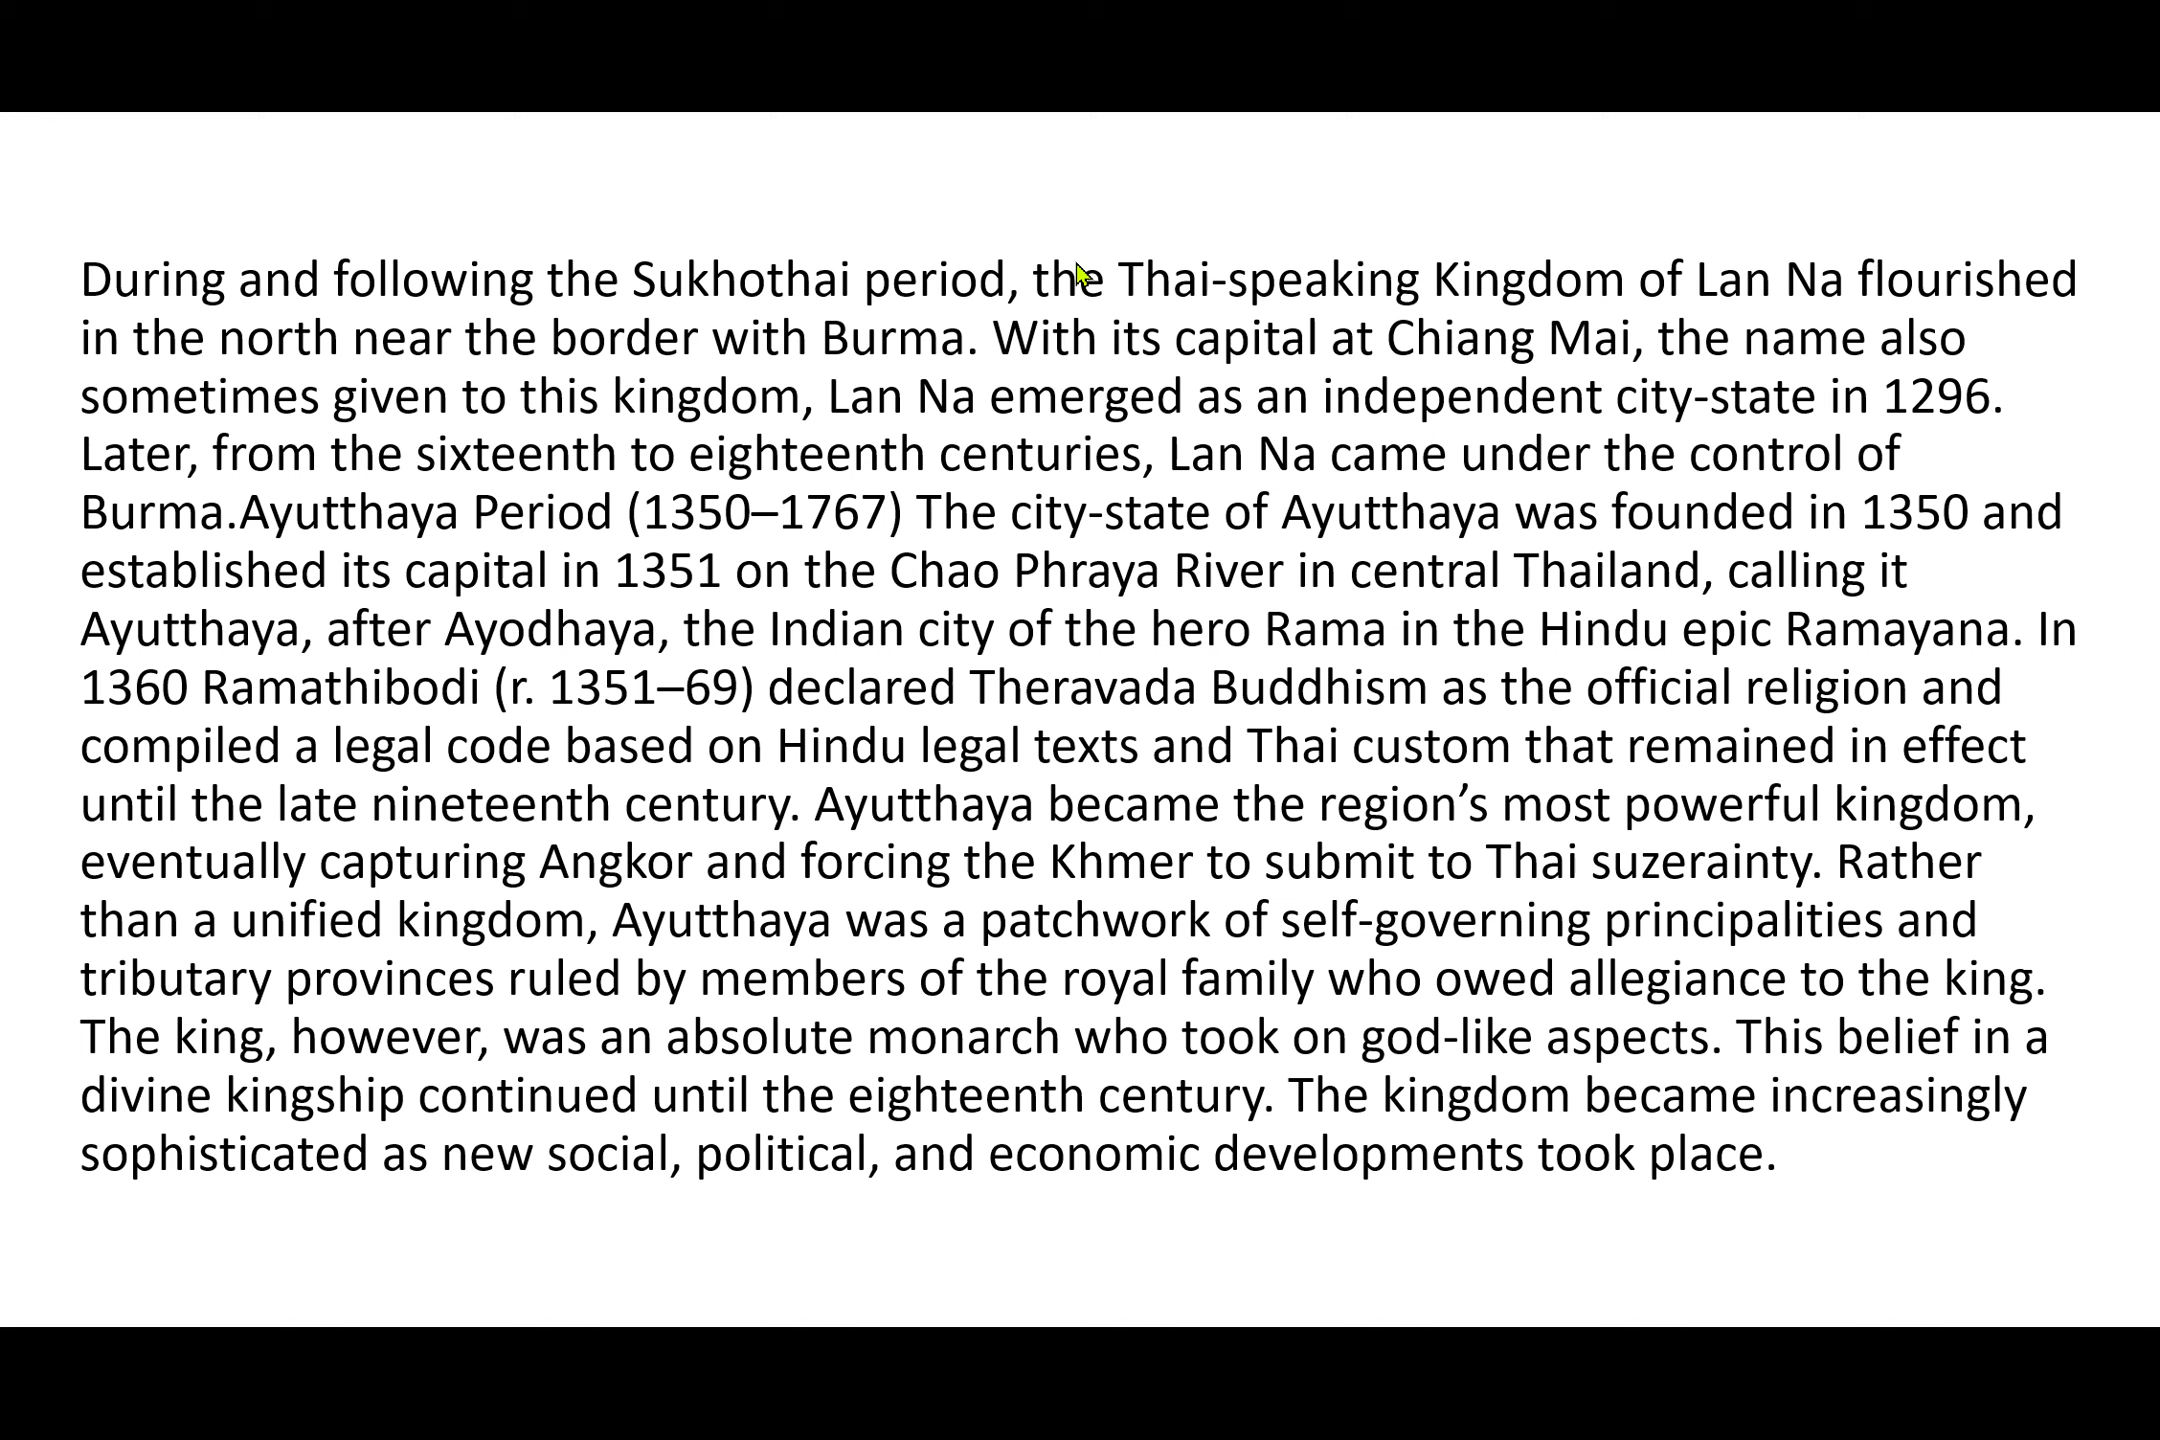 During and following the Sukhothai period, the Thai-speaking Kingdom of Lan Na flourished
in the north near the border with Burma. With its capital at Chiang Mai, the name also
sometimes given to this kingdom, Lan Na emerged as an independent city-state in 1296.
Later, from the sixteenth to eighteenth centuries, Lan Na came under the control of
Burma.Ayutthaya Period (1350–1767) The city-state of Ayutthaya was founded in 1350 and
established its capital in 1351 on the Chao Phraya River in central Thailand, calling it
Ayutthaya, after Ayodhaya, the Indian city of the hero Rama in the Hindu epic Ramayana. In
1360 Ramathibodi (r. 1351–69) declared Theravada Buddhism as the official religion and
compiled a legal code based on Hindu legal texts and Thai custom that remained in effect
until the late nineteenth century. Ayutthaya became the region’s most powerful kingdom,
eventually capturing Angkor and forcing the Khmer to submit to Thai suzerainty. Rather
than a unified kingdom, Ayutthaya was a patchwork of self-governing principalities and
tributary provinces ruled by members of the royal family who owed allegiance to the king.
The king, however, was an absolute monarch who took on god-like aspects. This belief in a
divine kingship continued until the eighteenth century. The kingdom became increasingly
sophisticated as new social, political, and economic developments took place.